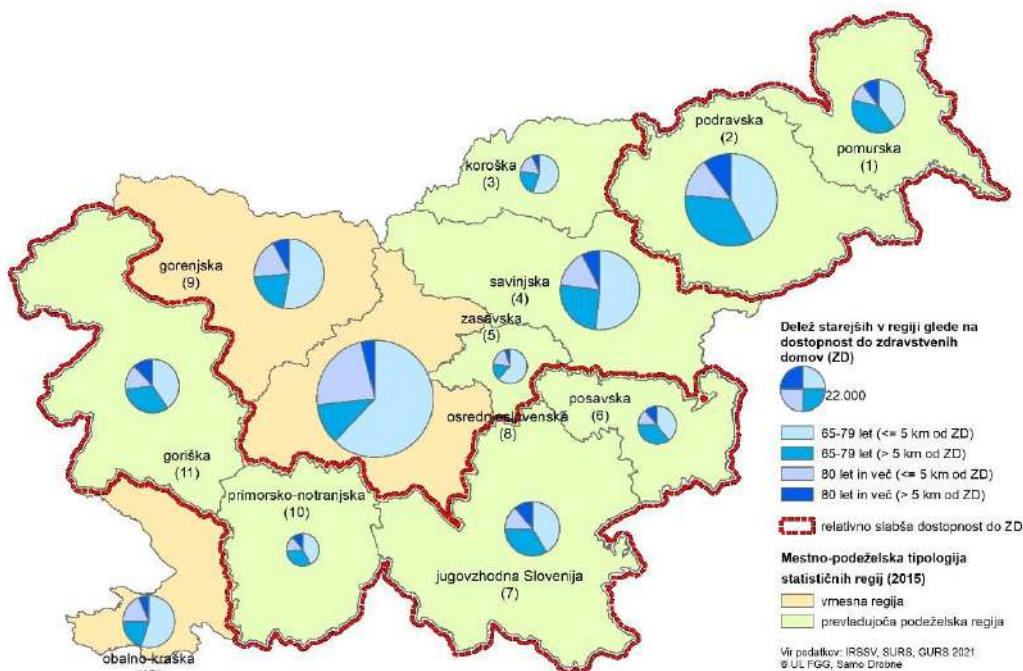 podravska
(2)
pomurska
(1)
koroška
(3)
gorenjska
(9)
savinjska
(4)
zasavska
(5)
osrednjeslovenska
(8)
posavska
(6)
goriška
(11)
primorsko-notranjska
(10)
jugovzhodna Slovenija
(7)
obalno-kraška
Delež starejših v regiji glede na
dostopnost do zdravstvenih
domov (ZD)
22.000
65-79 let (<= 5 km od ZD)
65-79 let (> 5 km od ZD)
80 let in več (<= 5 km od ZD)
80 let in več (> 5 km od ZD)
relativno slabša dostopnost do ZD
Mestno-podeželska tipologija
statističnih regij (2015)
vmesna regija
prevladujoča podeželska regija
Vir podatkov: IRSSV, SURS, GURS 2021
© UL FGG, Samo Drobne